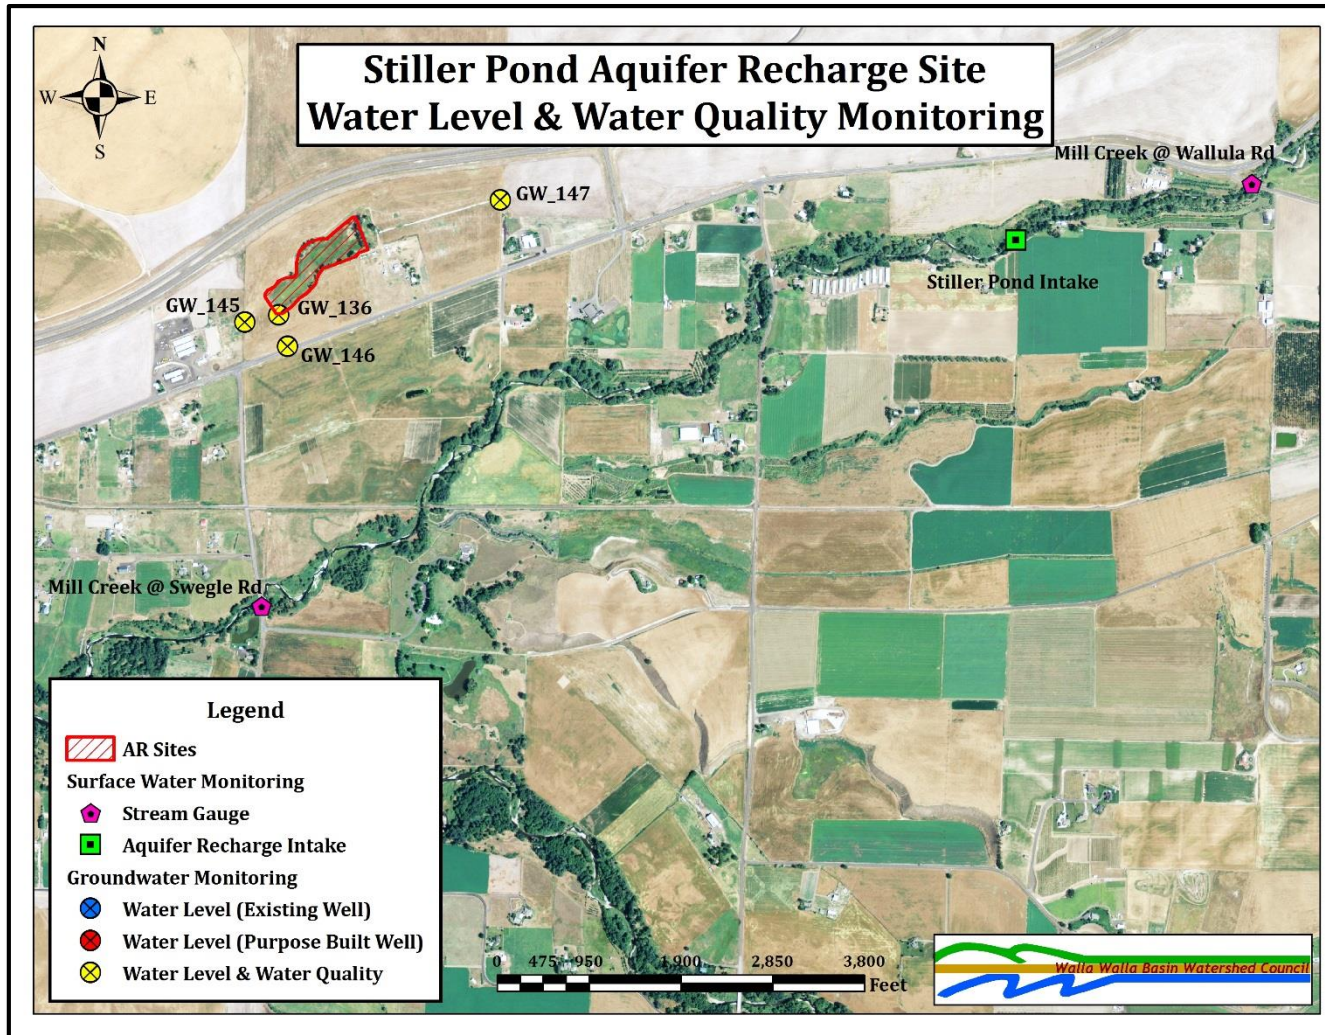 Stiller Pond Aquifer Recharge Site
Water Level & Water Quality Monitoring
N
W
E
S
Mill Creek @ Wallula Rd
GW_147
Stiller Pond Intake
GW_145
GW_136
GW_146
Mill Creek @ Swegle Rd
Legend
AR Sites
Surface Water Monitoring
Stream Gauge
Aquifer Recharge Intake
Groundwater Monitoring
Water Level (Existing Well)
Water Level (Purpose Built Well)
Water Level & Water Quality
0 475 950 1,900 2,850 3,800
Feet
Walla Walla Basin Watershed Council